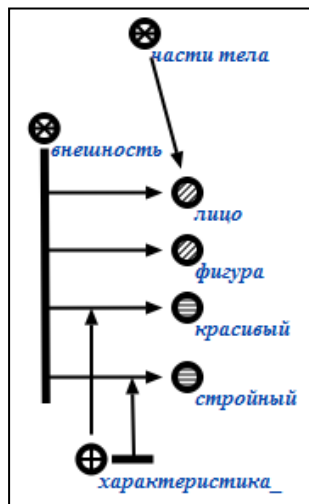 части тела
внешность
лицо
фигура
красивый
стройный
характеристика_